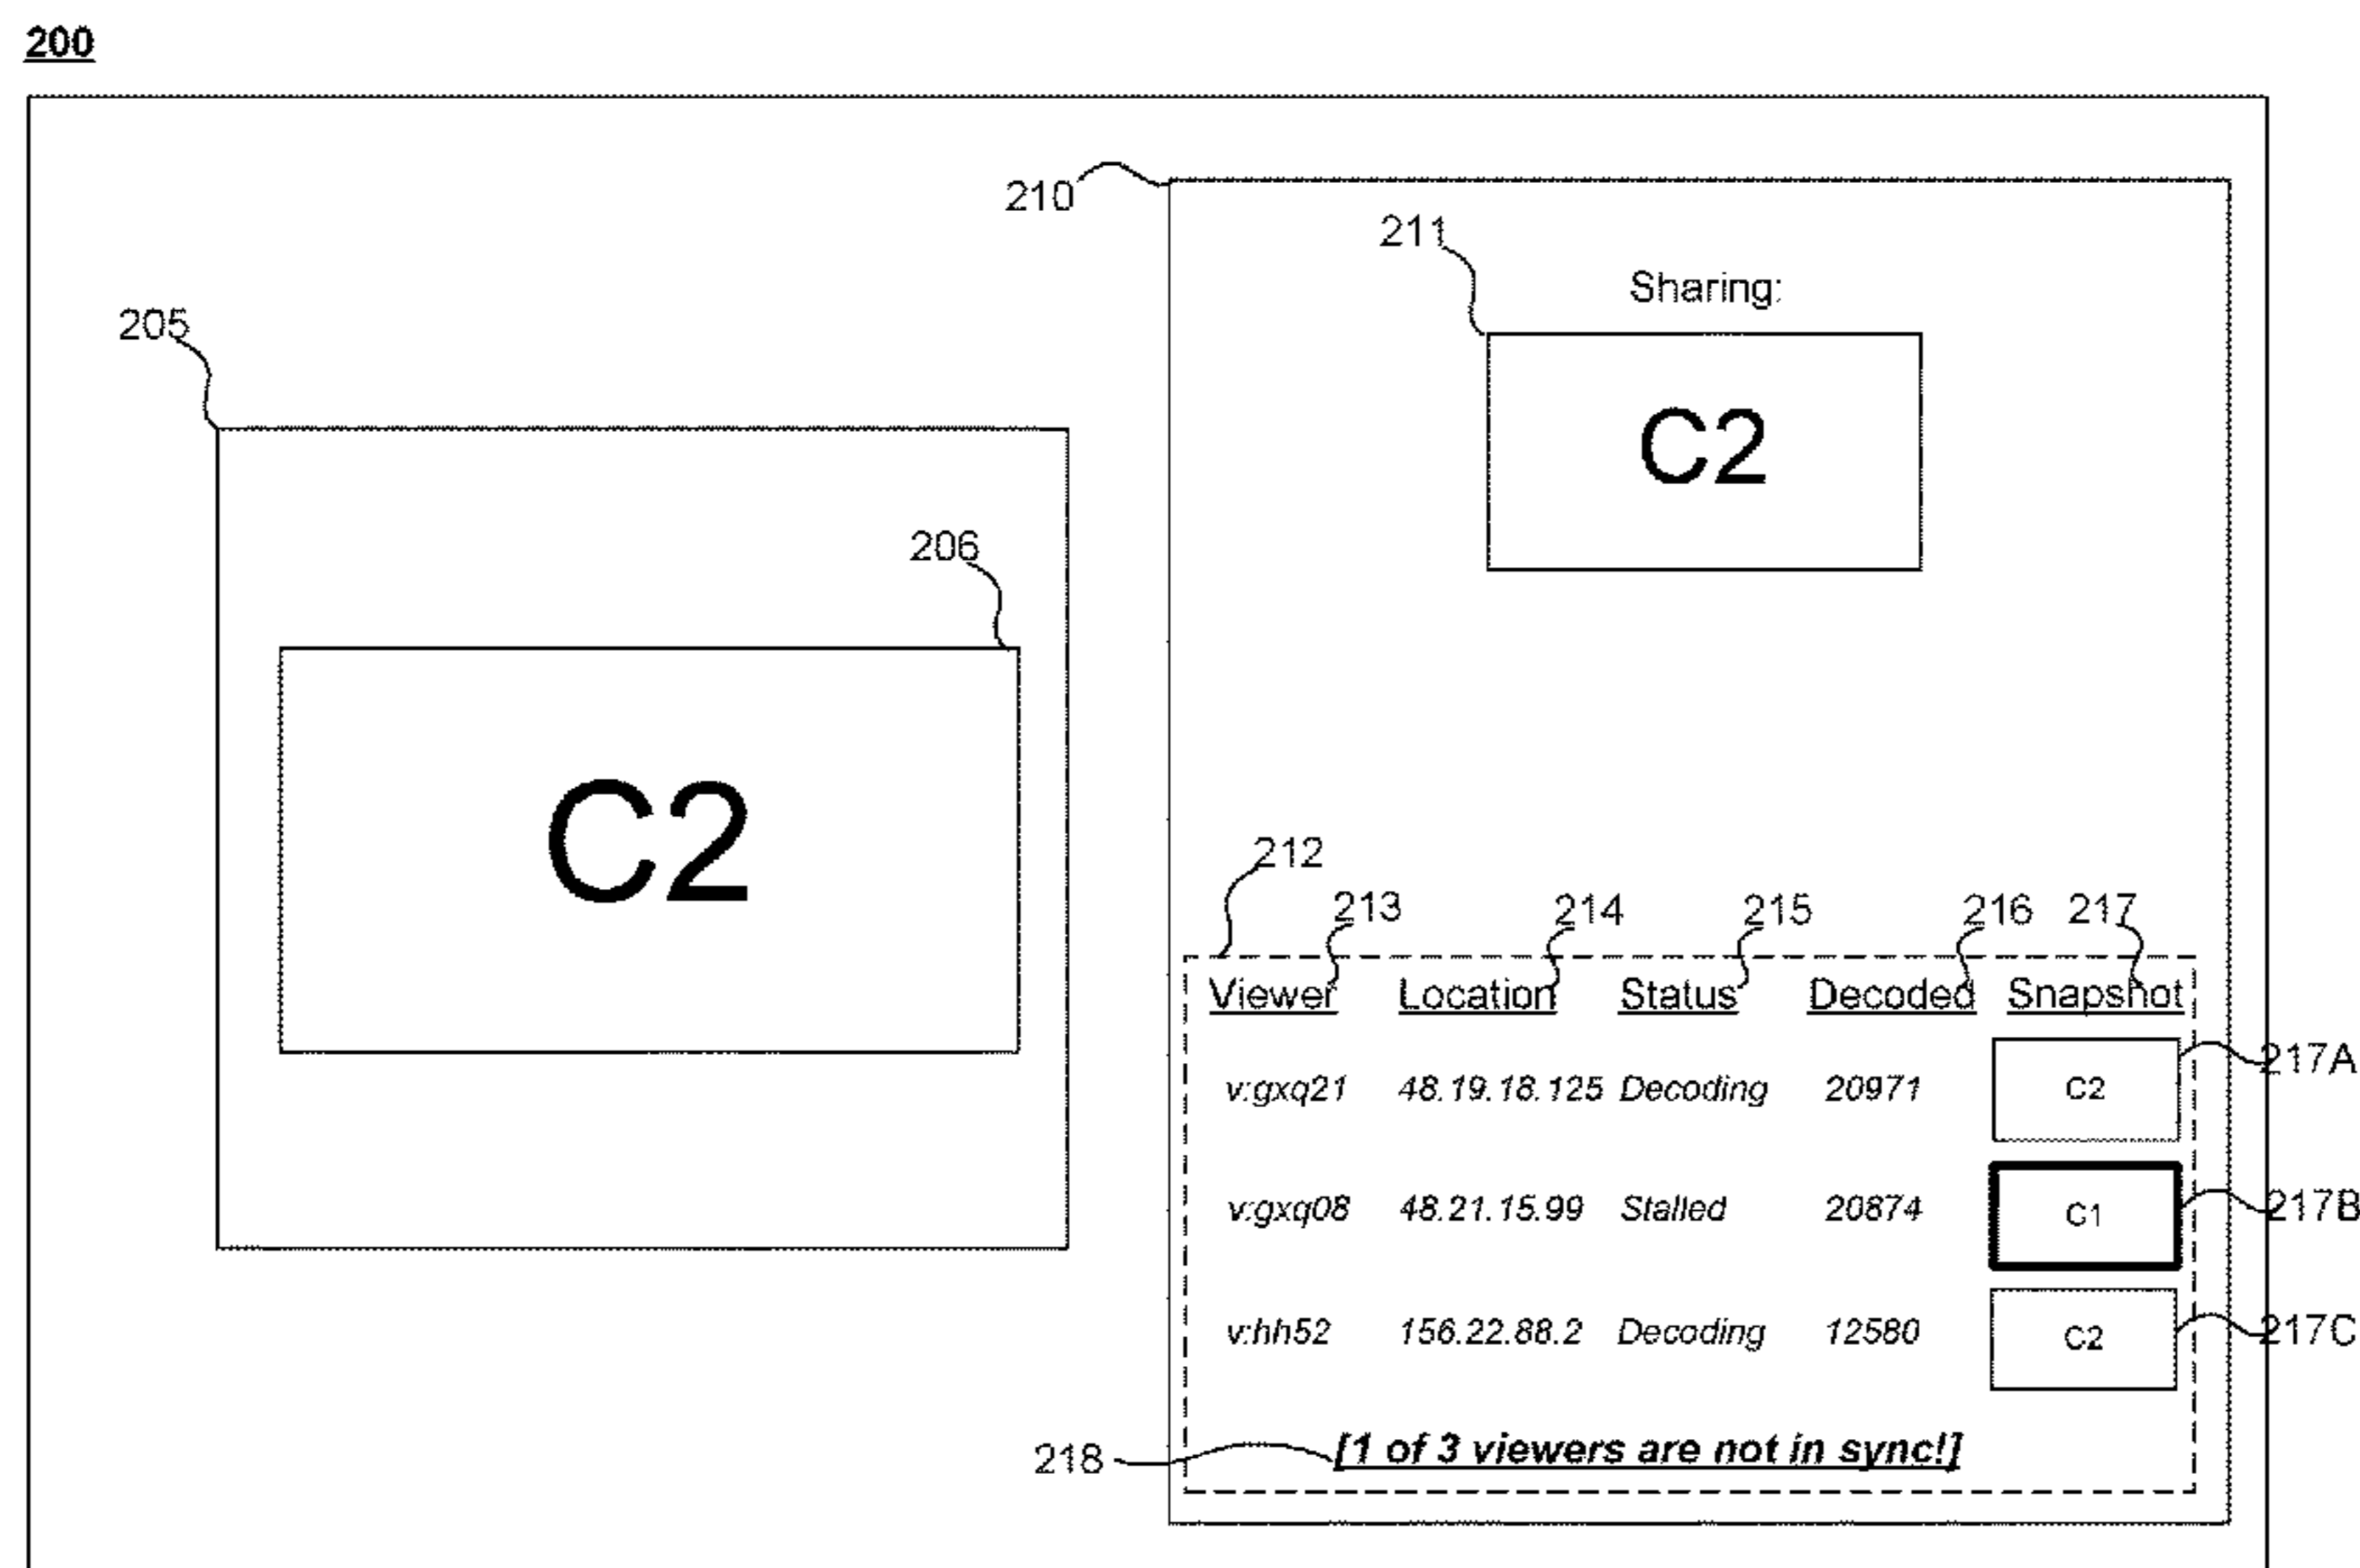 200
210
211
Sharing:
205
C2
206
C2
212
213 214 215 216 217
Viewer Location Status Decoded Snapshot
217A
v:gxq21 48.19.18.125 Decoding 20971 C2
v:gxq08 48.21.15.99 Stalled 20874 C1 217B
v:hh52 156.22.88.2 Decoding 12580 C2 217C
218 [1 of 3 viewers are not in sync!]